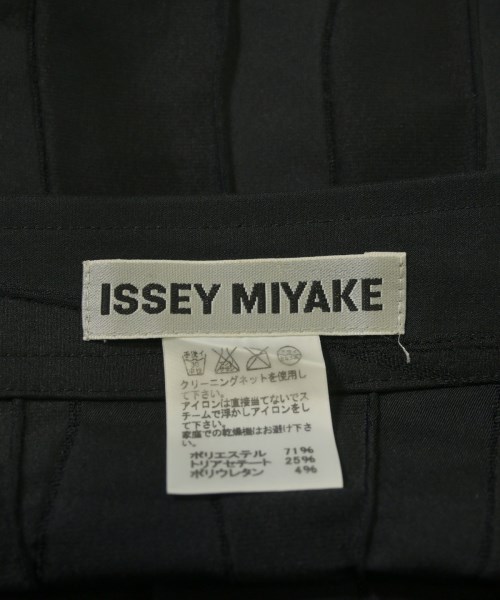 ISSEY MIYAKE
手洗イ
クリーニングネットを使用し
て下さい。
アイロンは直接当てないでス
チームで浮かしアイロンをし
て下さい。
家庭での乾燥機はお避け下さ
い。
ポリエステル 71%
トリアセテート 25%
ポリウレタン 4%